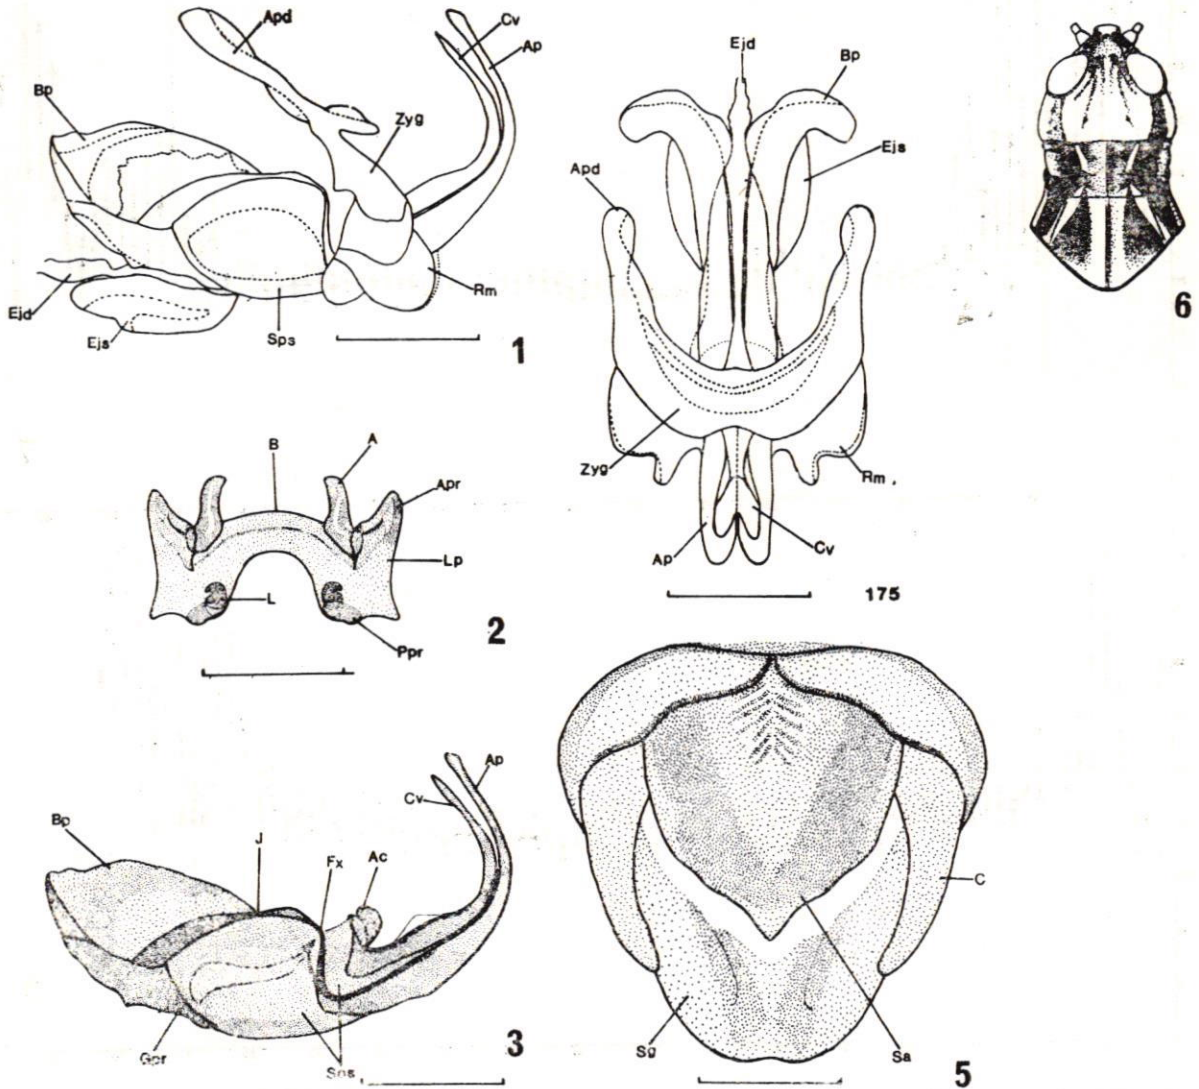 Apd
Cv
Ap
Bp
Zyg
Ejd
Ejs
Sps
Rm
1
Ejd
Bp
Ejs
Apd
Zyg
Rm
Ap
Cv
175
6
B
A
Apr
Lp
L
Ppr
2
Ap
Cv
Bp
J
Fx
Ac
Gpr
Sps
3
C
Sg
Sa
5